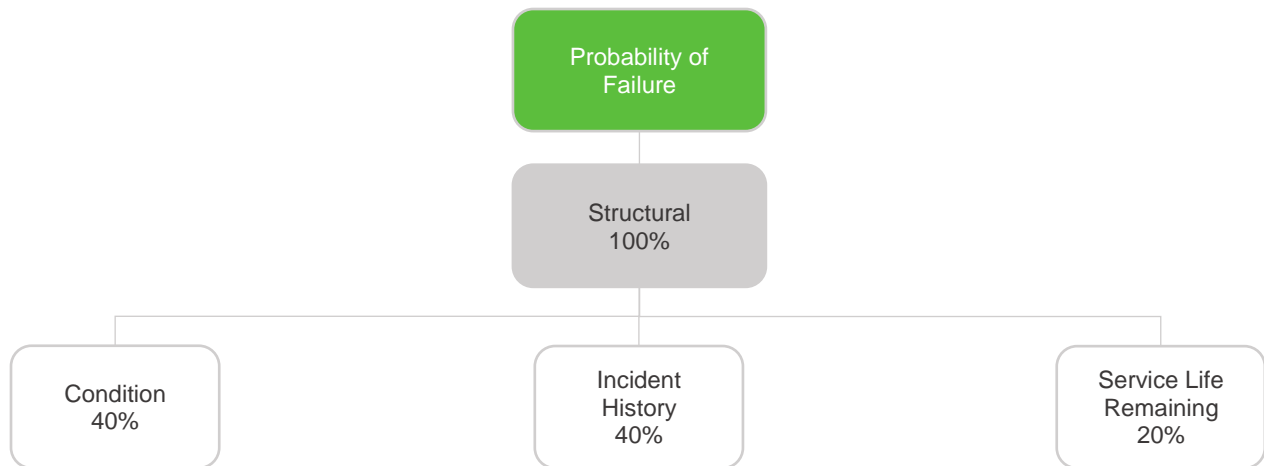 Probability of
Failure
Structural
100%
Condition
40%
Incident
History
40%
Service Life
Remaining
20%